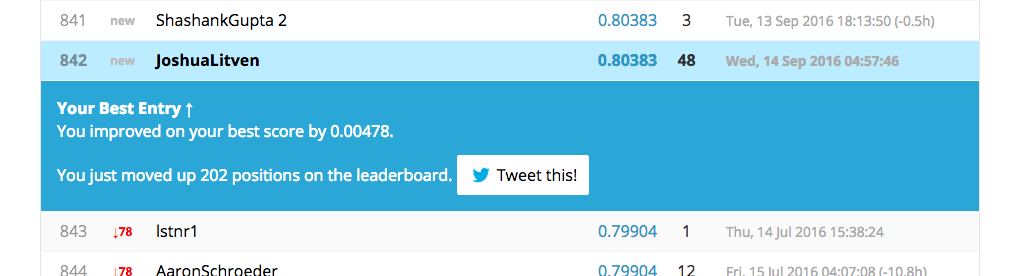 841 new ShashankGupta 2 0.80383 3 Tue, 13 Sep 2016 18:13:50 (-0.5h)
842 new JoshuaLitven 0.80383 48 Wed, 14 Sep 2016 04:57:46
Your Best Entry ↑
You improved on your best score by 0.00478.
You just moved up 202 positions on the leaderboard. Tweet this!
843 ↓78 lstnr1 0.79904 1 Thu, 14 Jul 2016 15:38:24
844 ↓78 AaronSchroeder 0.79904 12 Fri, 15 Jul 2016 04:07:08 (-10.8h)